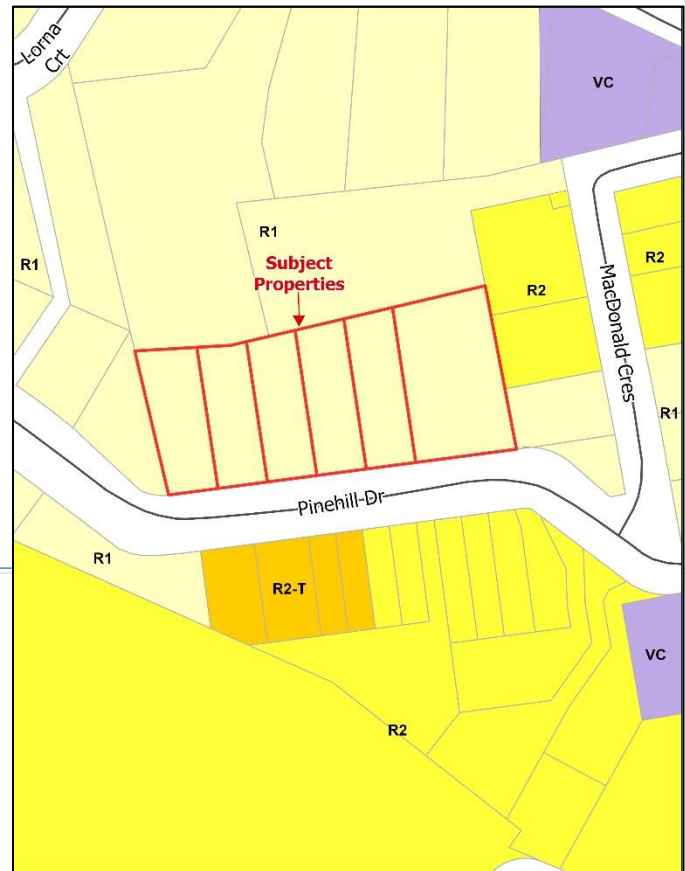 Lorna
Crt
VC
R1
R1
Subject
Properties
R2
R2
MacDonald-Cres
R1
Pinehill-Dr
R1
R2-T
VC
R2